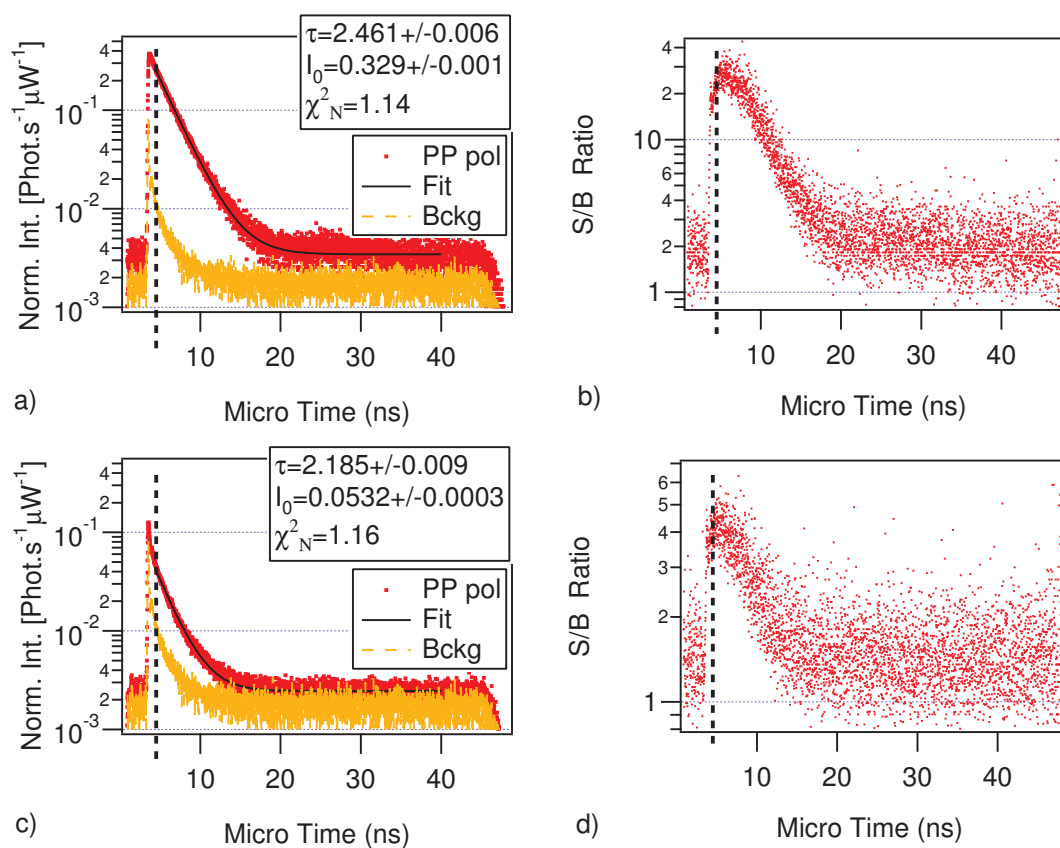 Norm. Int. [Phot.s⁻¹μW⁻¹]
4
2
10⁻¹
4
2
10⁻²
4
2
10⁻³
τ=2.461+/-0.006
I₀=0.329+/-0.001
χ²N=1.14
PP pol
Fit
Bckg
10
20
30
40
Micro Time (ns)
a)
S/B Ratio
4
2
10
4
2
1
10
20
30
40
Micro Time (ns)
b)
Norm. Int. [Phot.s⁻¹μW⁻¹]
4
2
10⁻¹
4
2
10⁻²
4
2
10⁻³
τ=2.185+/-0.009
I₀=0.0532+/-0.0003
χ²N=1.16
PP pol
Fit
Bckg
10
20
30
40
Micro Time (ns)
c)
S/B Ratio
6
5
4
3
2
1
10
20
30
40
Micro Time (ns)
d)